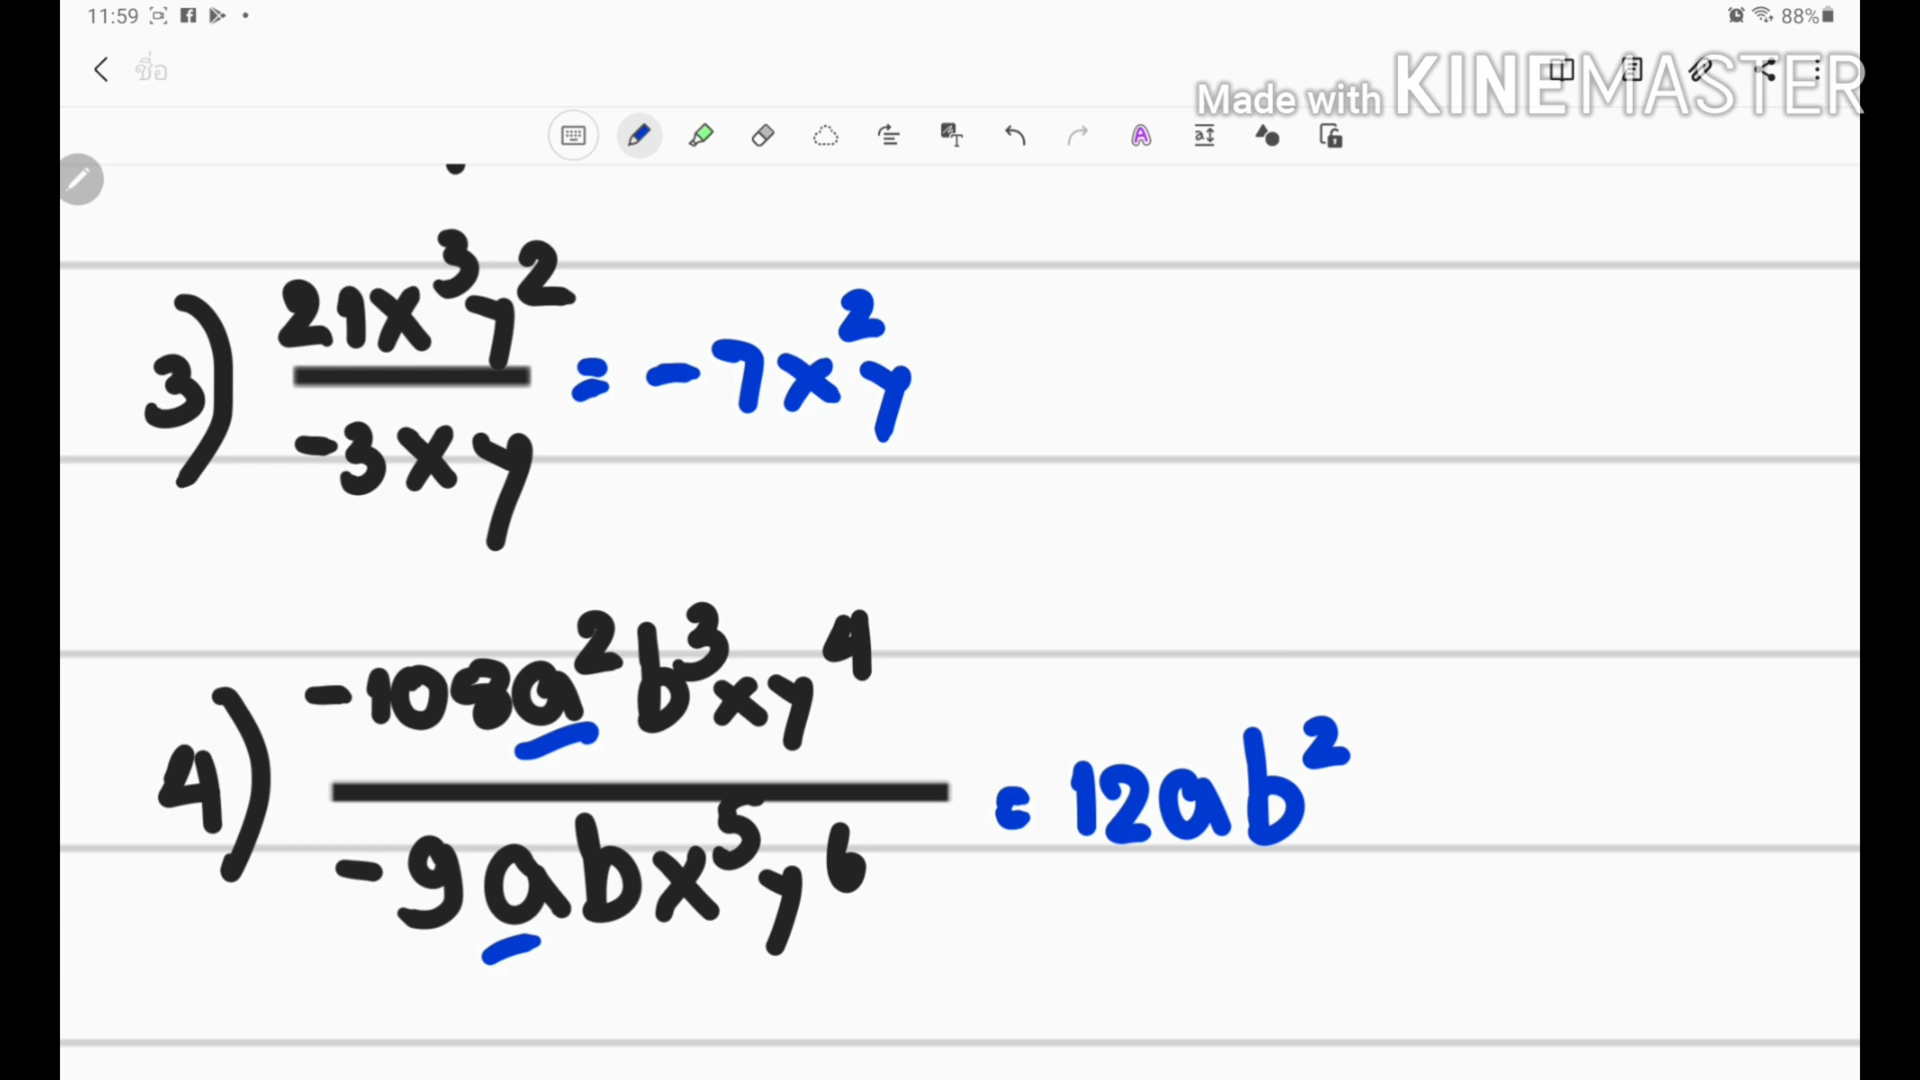 11:59
88%
ชื่อ
Made with KINEMASTER
3) 21x³y² / -3xy = -7x²y
4) -108a²b³xy⁴ / -9abx⁵y⁶ = 12ab²